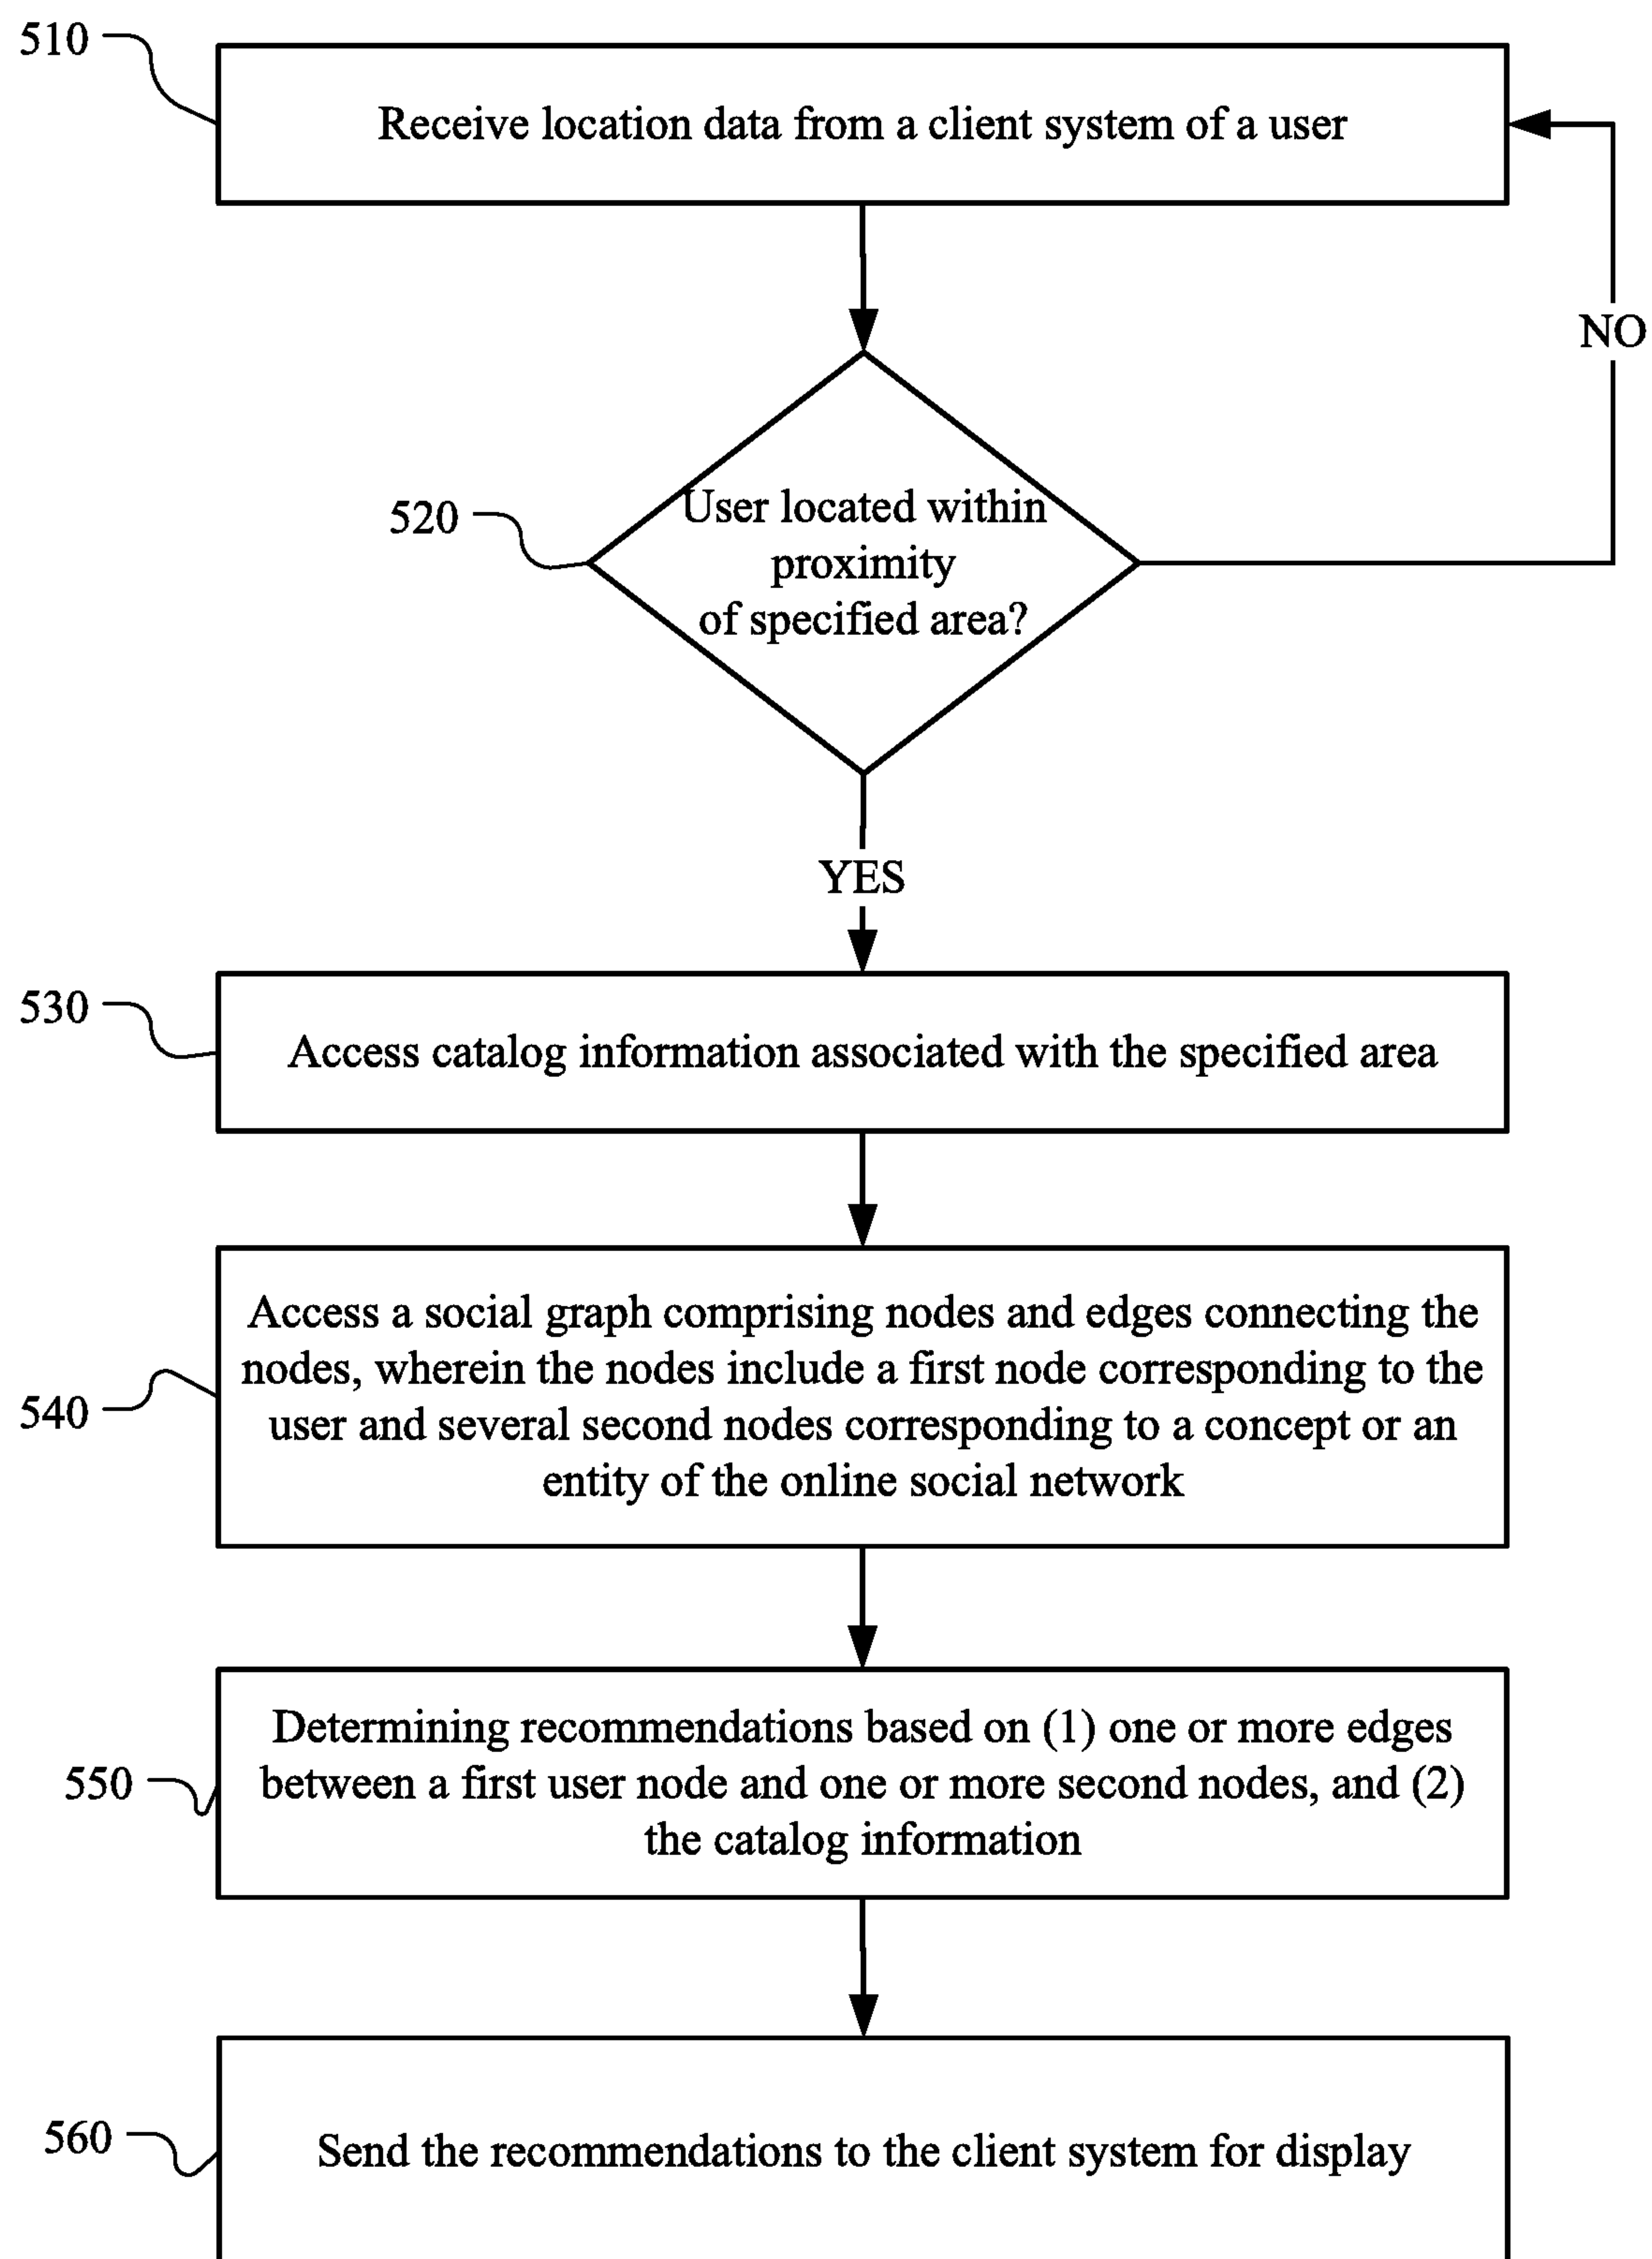 510
Receive location data from a client system of a user
NO
520
User located within
proximity
of specified area?
YES
530
Access catalog information associated with the specified area
540
Access a social graph comprising nodes and edges connecting the
nodes, wherein the nodes include a first node corresponding to the
user and several second nodes corresponding to a concept or an
entity of the online social network
550
Determining recommendations based on (1) one or more edges
between a first user node and one or more second nodes, and (2)
the catalog information
560
Send the recommendations to the client system for display